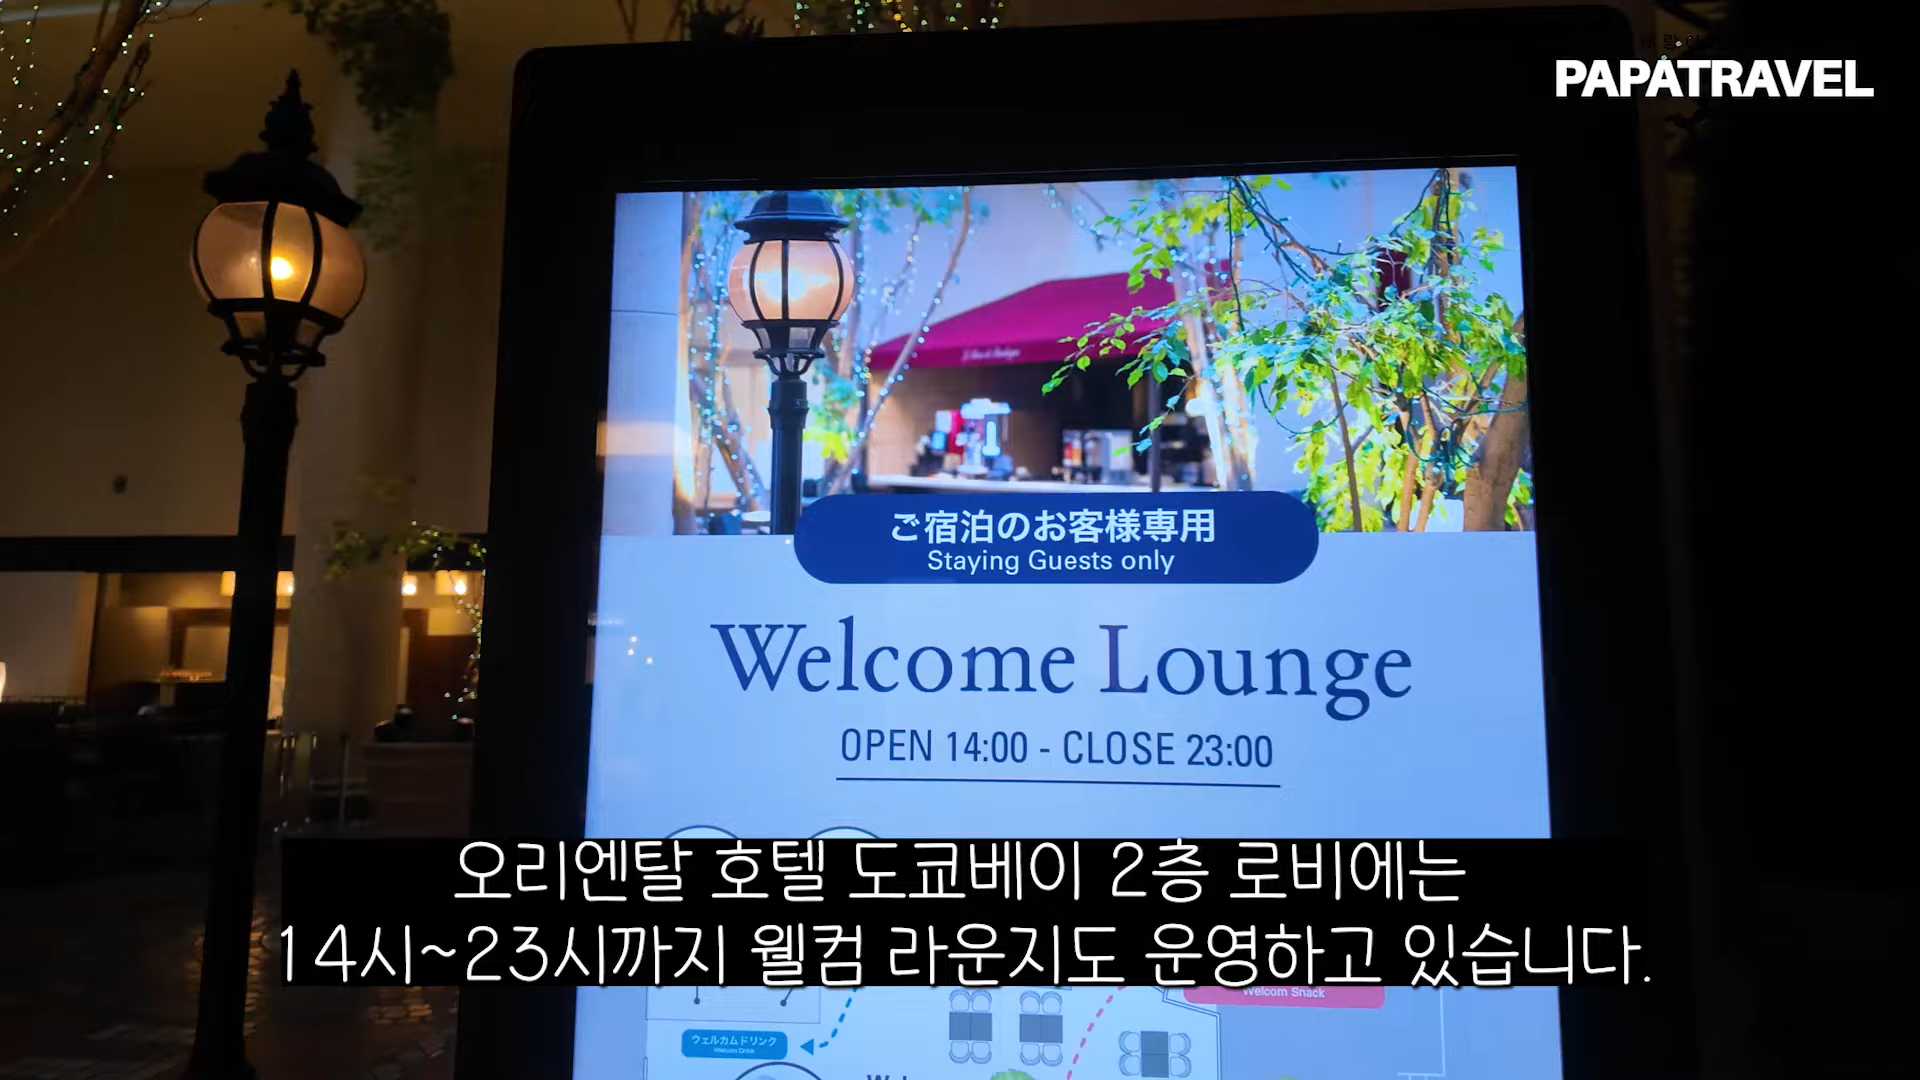 PAPATRAVEL
ご宿泊のお客様専用
Staying Guests only
Welcome Lounge
OPEN 14:00 - CLOSE 23:00
오리엔탈 호텔 도쿄베이 2층 로비에는
14시~23시까지 웰컴 라운지도 운영하고 있습니다.
Welcom Snack
ウェルカムドリンク